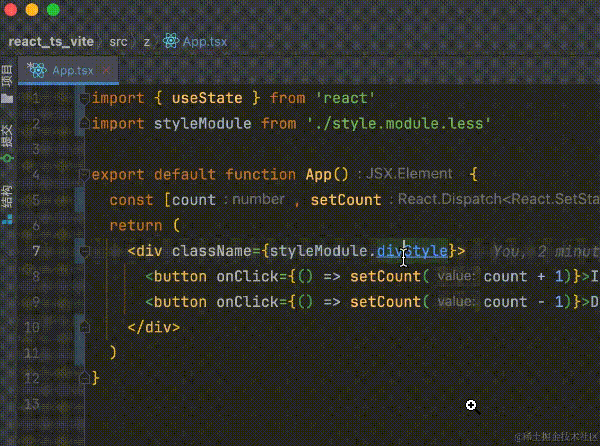 react_ts_vite 〉 src 〉 z 〉 App.tsx
项目
提交
结构
App.tsx ×
1 import { useState } from 'react'
2 import styleModule from './style.module.less'
3
4 export default function App() : JSX.Element {
5 const [count : number , setCount : React.Dispatch<React.SetSta
6 return (
7 <div className={styleModule.divStyle}> You, 2 minut
8 <button onClick={() => setCount( value: count + 1)}>I
9 <button onClick={() => setCount( value: count - 1)}>D
10 </div>
11 )
12 }
13
@稀土掘金技术社区